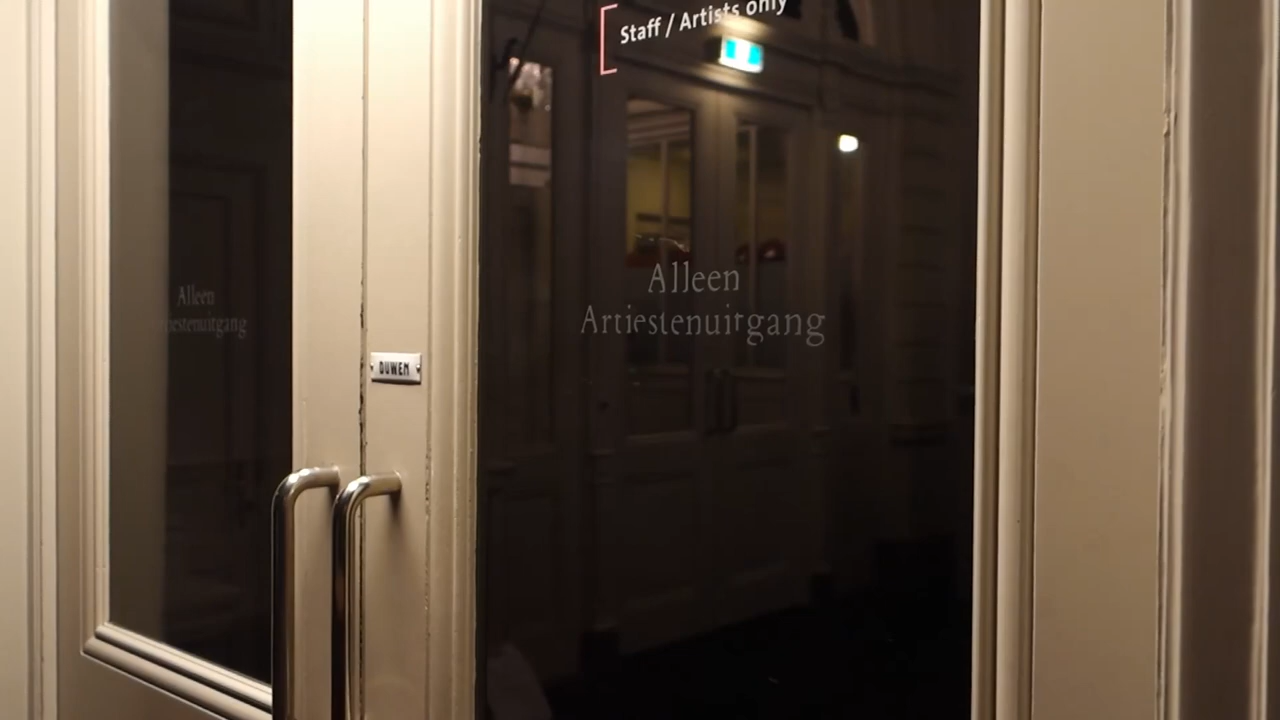 Staff / Artists only
Alleen
Artiestenuitgang
Alleen
DUWEN